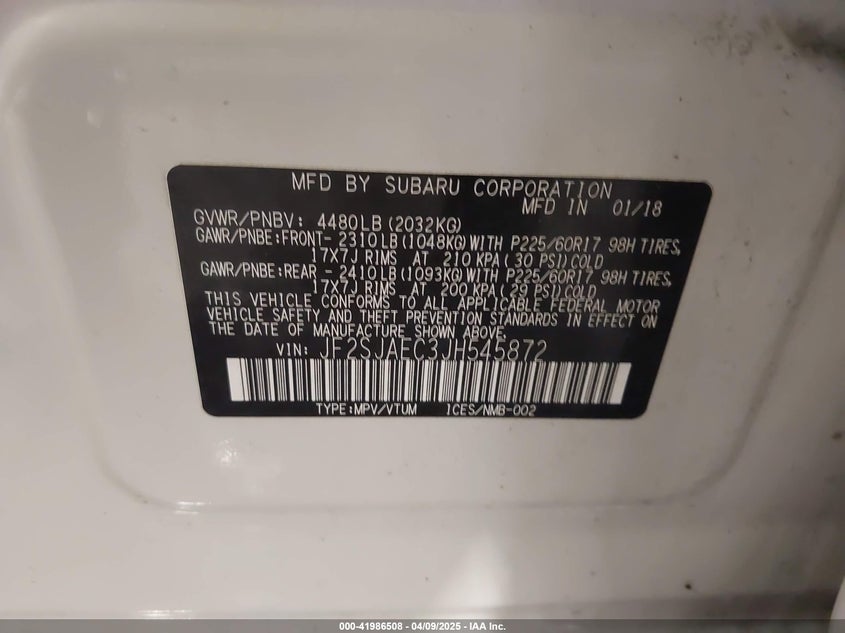 MFD BY SUBARU CORPORATION
MFD IN 01/18
GVWR/PNBV: 4480LB (2032KG)
GAWR/PNBE:FRONT- 2310LB (1048KG) WITH P225/60R17 98H TIRES,
17X7J RIMS AT 210 KPA( 30 PSI) COLD
GAWR/PNBE:REAR - 2410LB (1093KG) WITH P225/60R17 98H TIRES,
17X7J RIMS AT 200 KPA( 29 PSI) COLD
THIS VEHICLE CONFORMS TO ALL APPLICABLE FEDERAL MOTOR
VEHICLE SAFETY AND THEFT PREVENTION STANDARDS IN EFFECT ON
THE DATE OF MANUFACTURE SHOWN ABOVE.
VIN: JF2SJAEC3JH545872
TYPE:MPV/VTUM 1CES/NMB-002
000-41986508 - 04/09/2025 - IAA Inc.